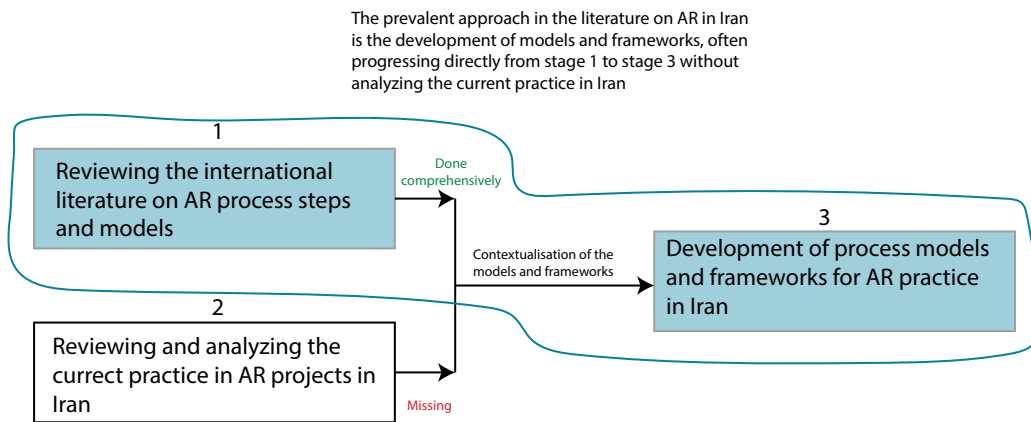 The prevalent approach in the literature on AR in Iran
is the development of models and frameworks, often
progressing directly from stage 1 to stage 3 without
analyzing the current practice in Iran
1
Reviewing the international
literature on AR process steps
and models
Done
comprehensively
3
Contextualisation of the
models and frameworks
Development of process models
and frameworks for AR practice
in Iran
2
Reviewing and analyzing the
currect practice in AR projects in
Iran
Missing